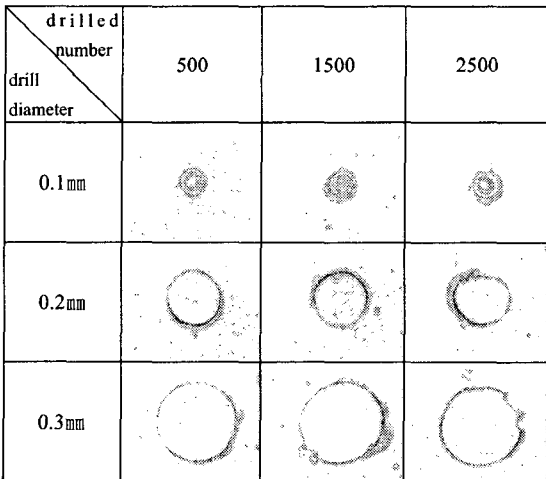 drilled
number
drill
diameter
500
1500
2500
0.1㎜
0.2㎜
0.3㎜